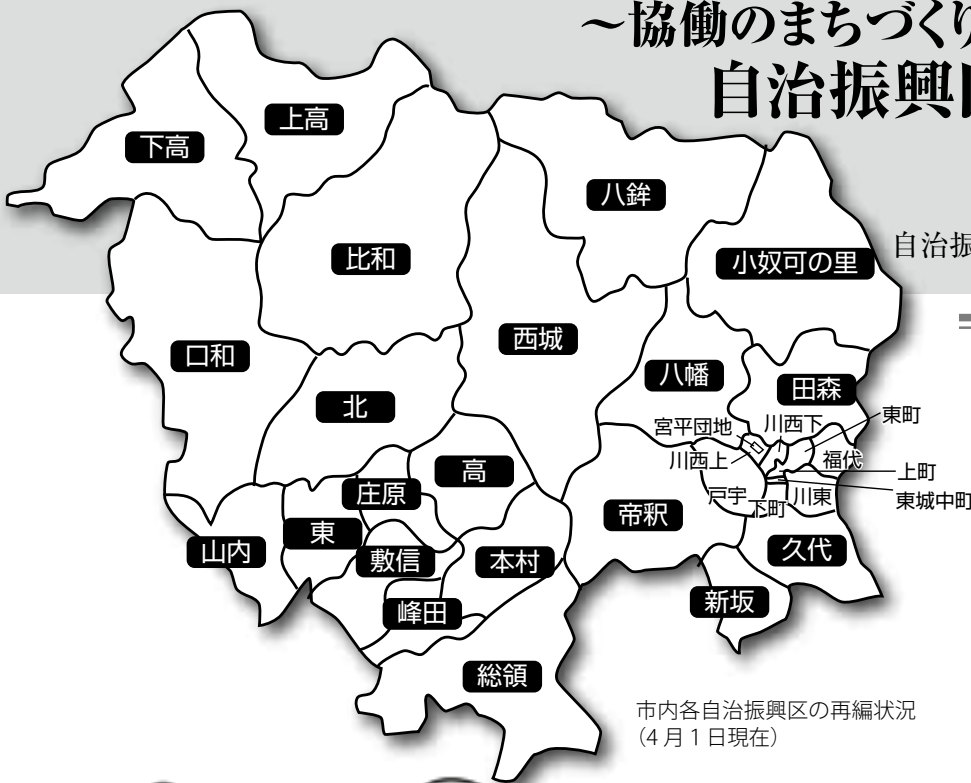 ～協働のまちづくり
自治振興
自治振
上高
下高
八鉾
比和
小奴可の里
西城
口和
八幡
田森
北
宮平団地
川西下
東町
川西上
福代
高
上町
庄原
戸宇
下町
川東
東城中町
東
帝釈
山内
敷信
本村
久代
新坂
峰田
総領
市内各自治振興区の再編状況
(4月1日現在)